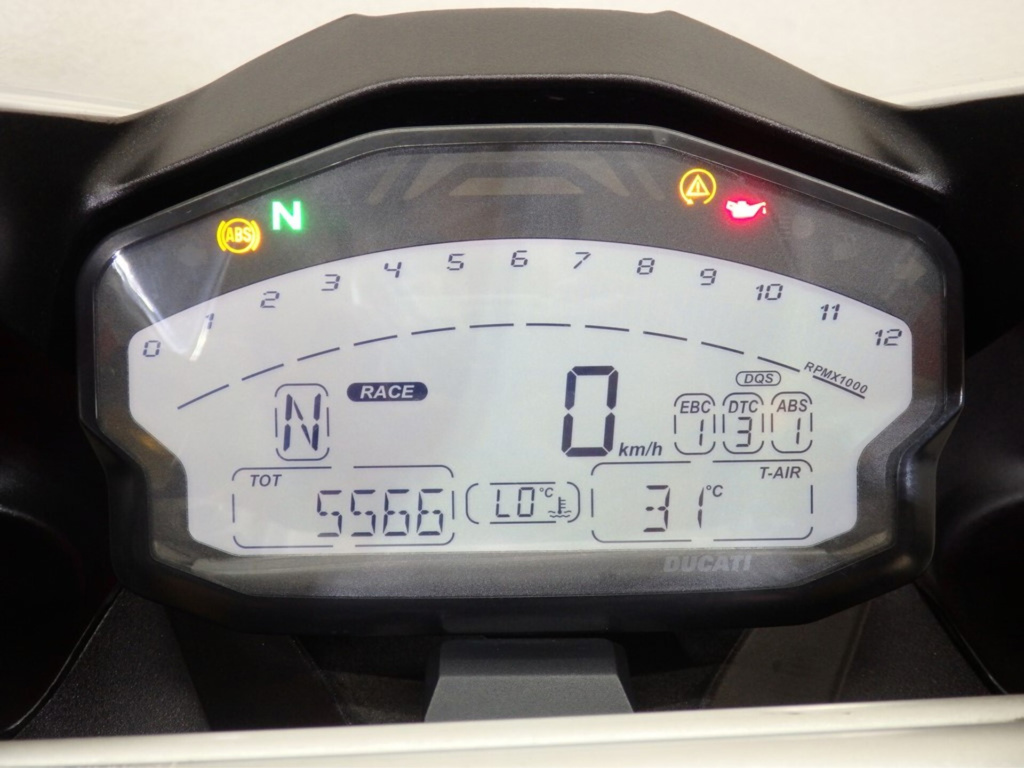 N
ABS
0 1 2 3 4 5 6 7 8 9 10 11 12
RPMX1000
N RACE 0 km/h
DQS
EBC DTC ABS
1 3 1
TOT T-AIR
5566 LO °C 31 °C
DUCATI